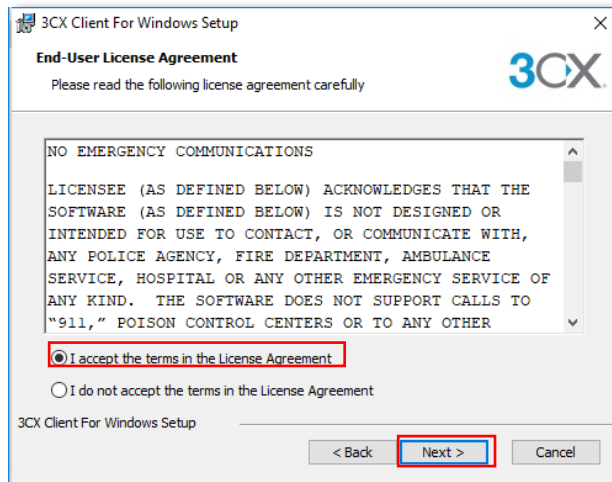 3CX Client For Windows Setup
End-User License Agreement
Please read the following license agreement carefully
3CX.
NO EMERGENCY COMMUNICATIONS
LICENSEE (AS DEFINED BELOW) ACKNOWLEDGES THAT THE
SOFTWARE (AS DEFINED BELOW) IS NOT DESIGNED OR
INTENDED FOR USE TO CONTACT, OR COMMUNICATE WITH,
ANY POLICE AGENCY, FIRE DEPARTMENT, AMBULANCE
SERVICE, HOSPITAL OR ANY OTHER EMERGENCY SERVICE OF
ANY KIND.  THE SOFTWARE DOES NOT SUPPORT CALLS TO
“911,” POISON CONTROL CENTERS OR TO ANY OTHER
I accept the terms in the License Agreement
I do not accept the terms in the License Agreement
3CX Client For Windows Setup
< Back Next > Cancel